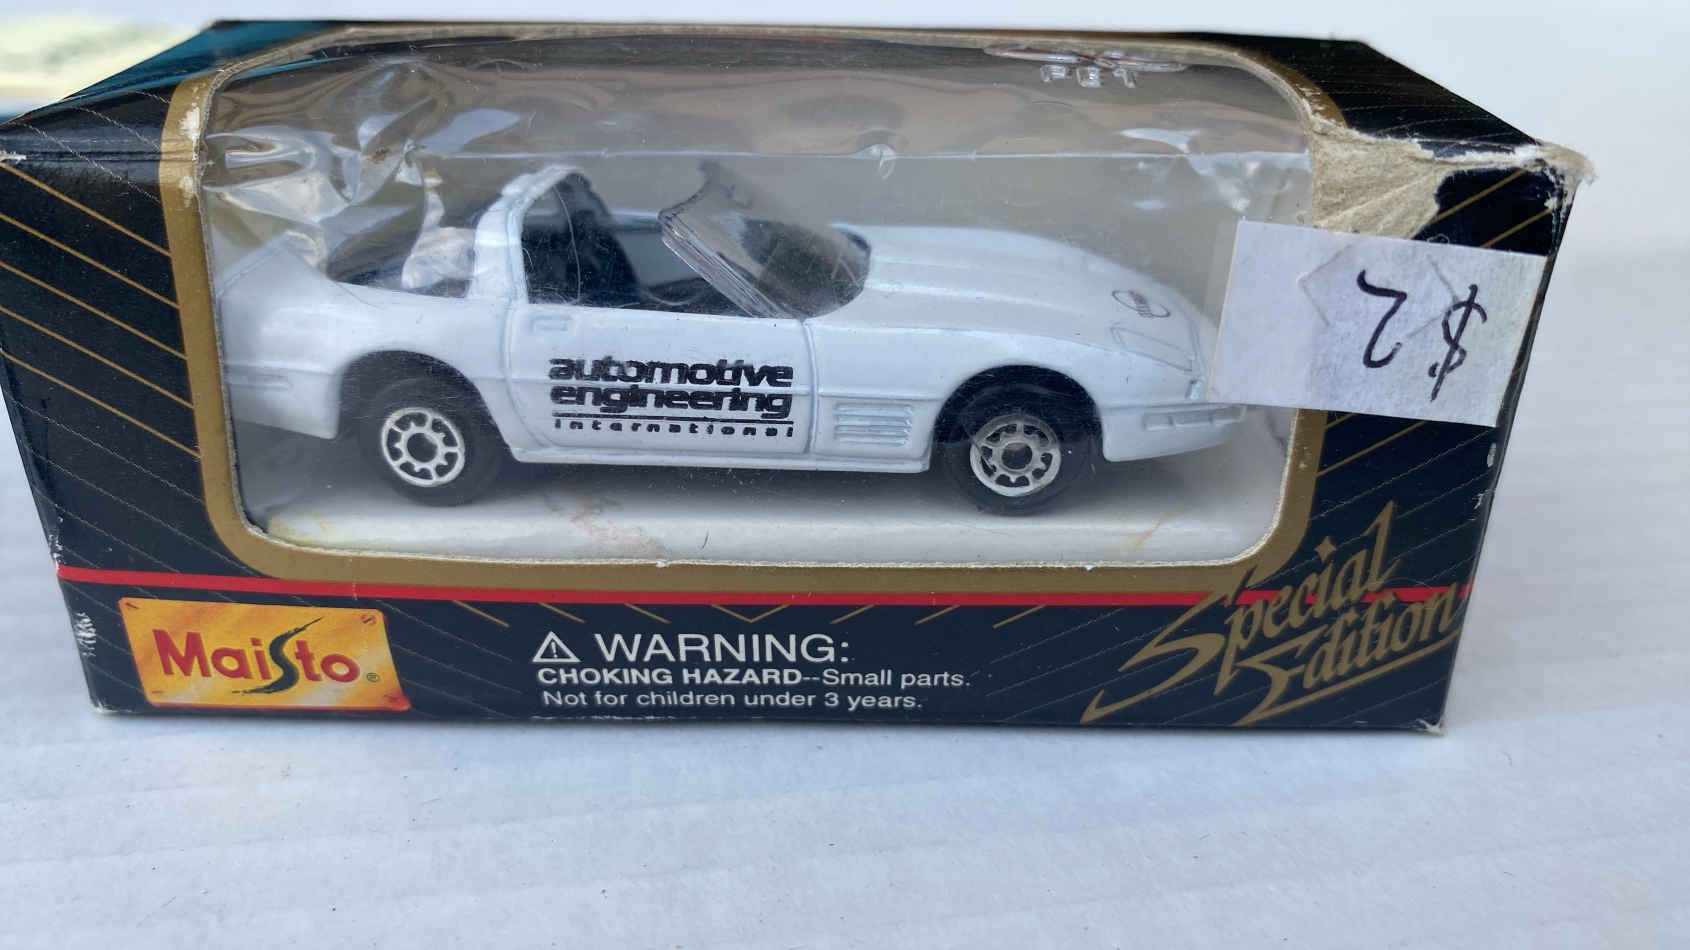 $2
automotive
engineering
international
Maisto®
WARNING:
CHOKING HAZARD--Small parts.
Not for children under 3 years.
Special
Edition